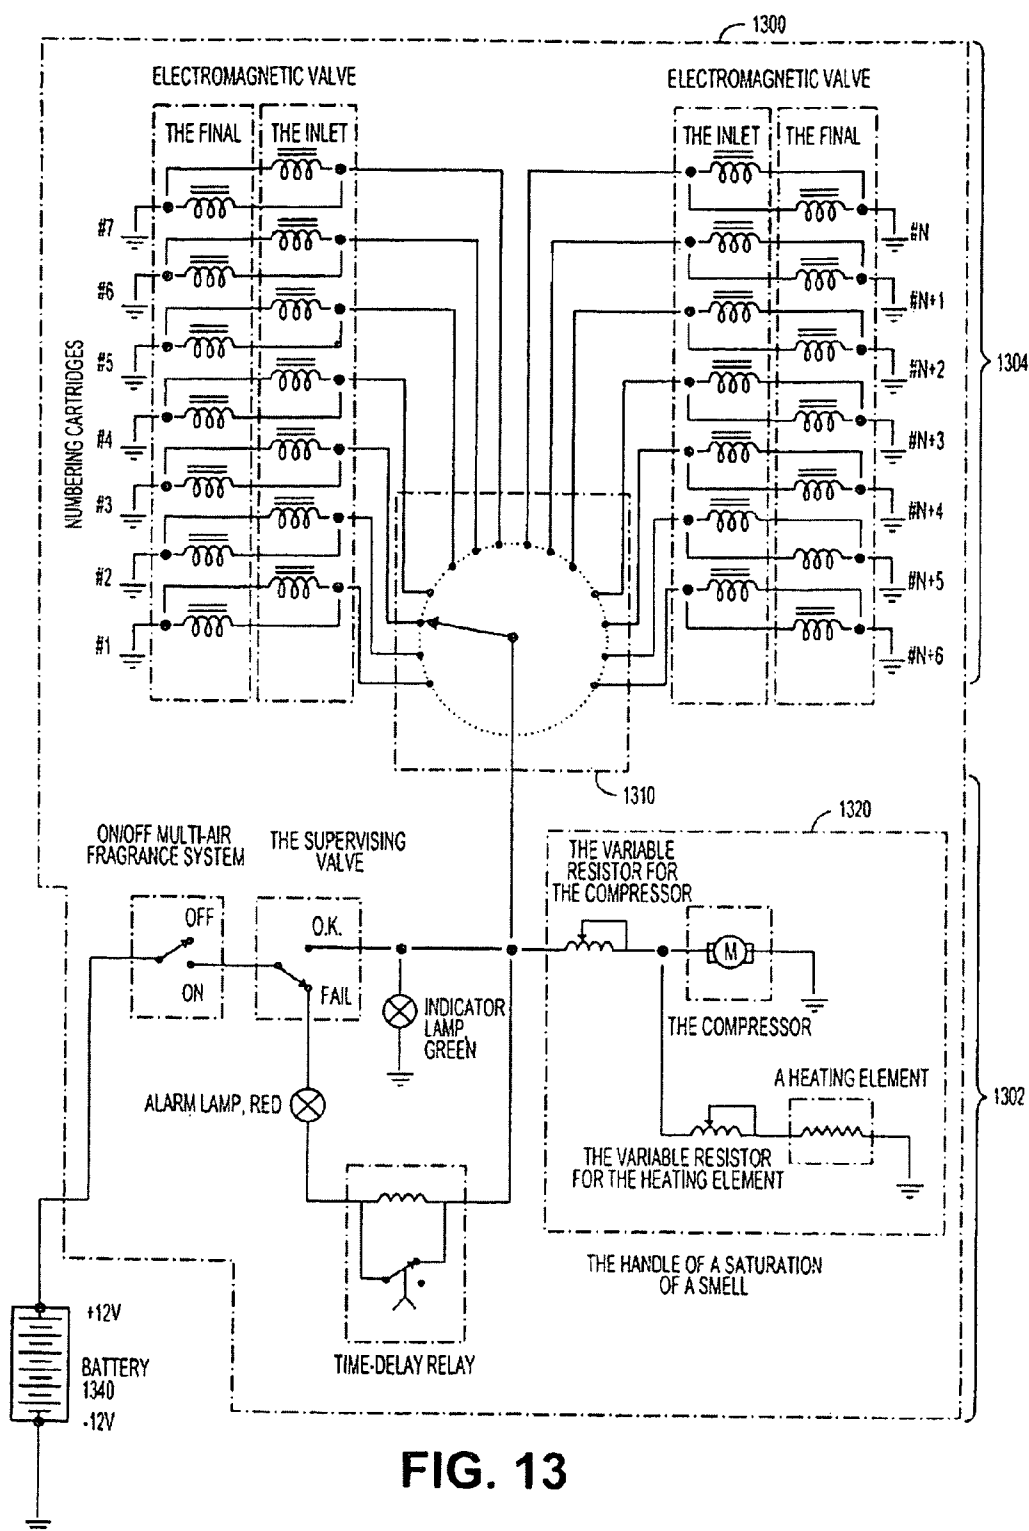 1300
ELECTROMAGNETIC VALVE
ELECTROMAGNETIC VALVE
THE FINAL
THE INLET
THE INLET
THE FINAL
NUMBERING CARTRIDGES
#7
#6
#5
#4
#3
#2
#1
#N
#N+1
#N+2
#N+3
#N+4
#N+5
#N+6
1304
1310
ON/OFF MULTI-AIR
FRAGRANCE SYSTEM
OFF
ON
THE SUPERVISING
VALVE
O.K.
FAIL
INDICATOR
LAMP,
GREEN
ALARM LAMP, RED
TIME-DELAY RELAY
1320
THE VARIABLE
RESISTOR FOR
THE COMPRESSOR
M
THE COMPRESSOR
A HEATING ELEMENT
THE VARIABLE RESISTOR
FOR THE HEATING ELEMENT
THE HANDLE OF A SATURATION
OF A SMELL
1302
+12V
BATTERY
1340
-12V
FIG. 13